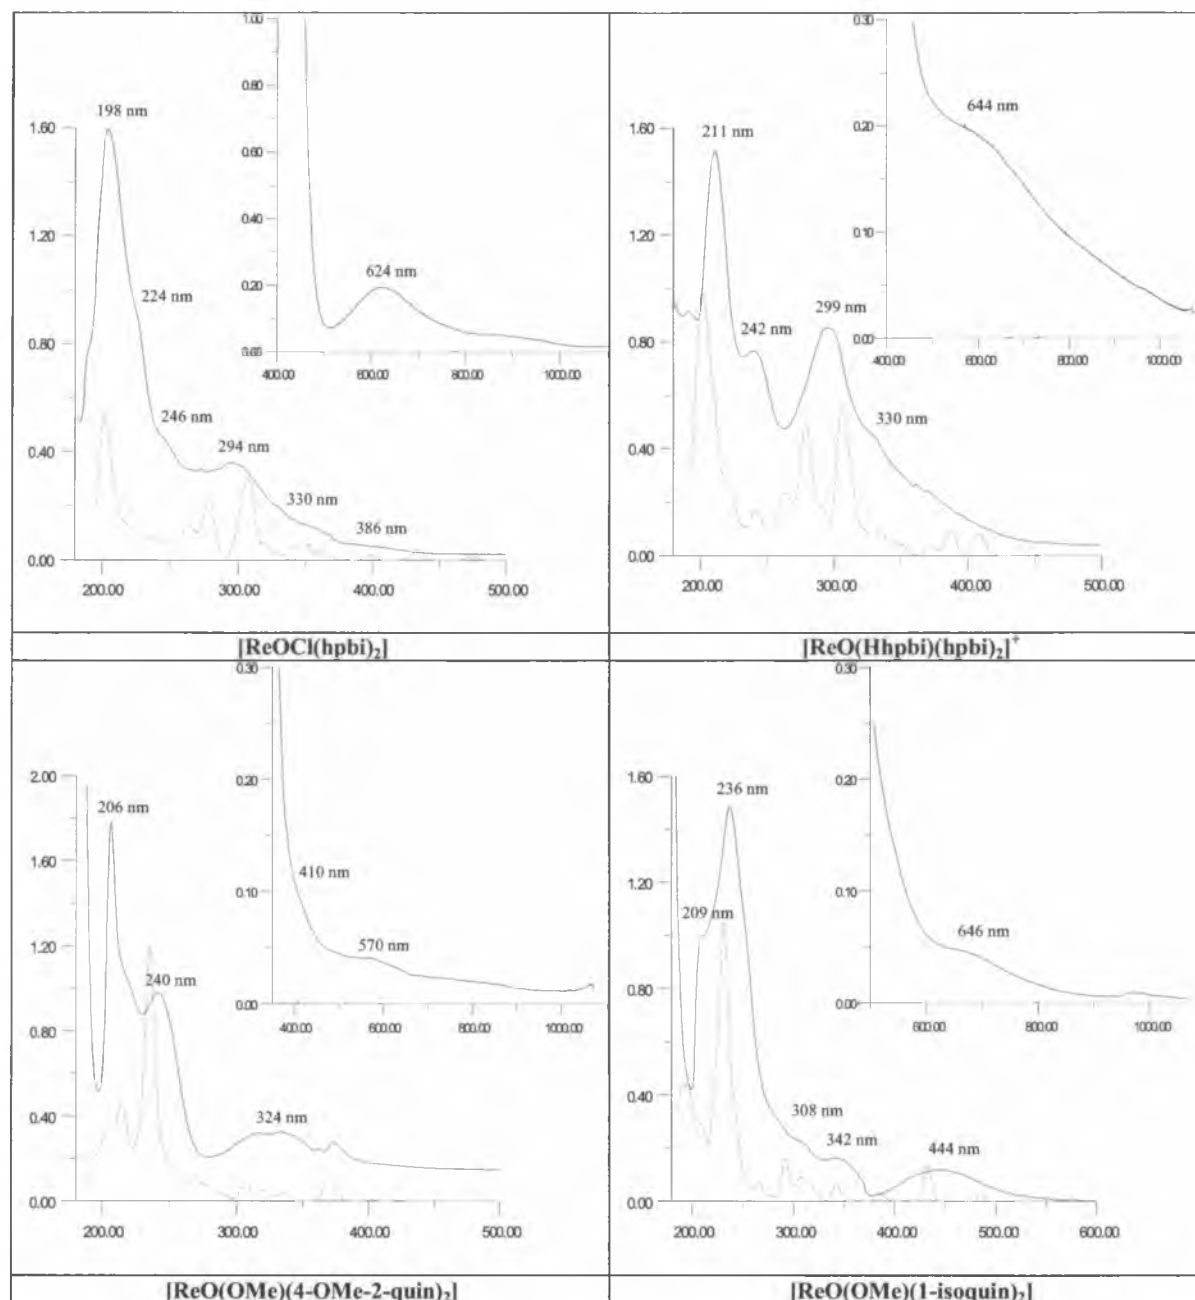 1.00
0.80
0.60
0.40
0.20
0.00
400.00 600.00 800.00 1000.00
624 nm
198 nm
224 nm
246 nm
294 nm
330 nm
386 nm
1.60
1.20
0.80
0.40
0.00
200.00 300.00 400.00 500.00
[ReOCl(hpbi)₂]
0.30
0.20
0.10
0.00
400.00 600.00 800.00 1000.00
644 nm
211 nm
242 nm
299 nm
330 nm
1.60
1.20
0.80
0.40
0.00
200.00 300.00 400.00 500.00
[ReO(Hhpbi)(hpbi)₂]⁺
0.30
0.20
0.10
0.00
400.00 600.00 800.00 1000.00
410 nm
570 nm
206 nm
240 nm
324 nm
2.00
1.60
1.20
0.80
0.40
0.00
200.00 300.00 400.00 500.00
[ReO(OMe)(4-OMe-2-quin)₂]
0.30
0.20
0.10
0.00
600.00 800.00 1000.00
646 nm
236 nm
209 nm
308 nm
342 nm
444 nm
1.60
1.20
0.80
0.40
0.00
200.00 300.00 400.00 500.00 600.00
[ReO(OMe)(1-isoquin)₂]